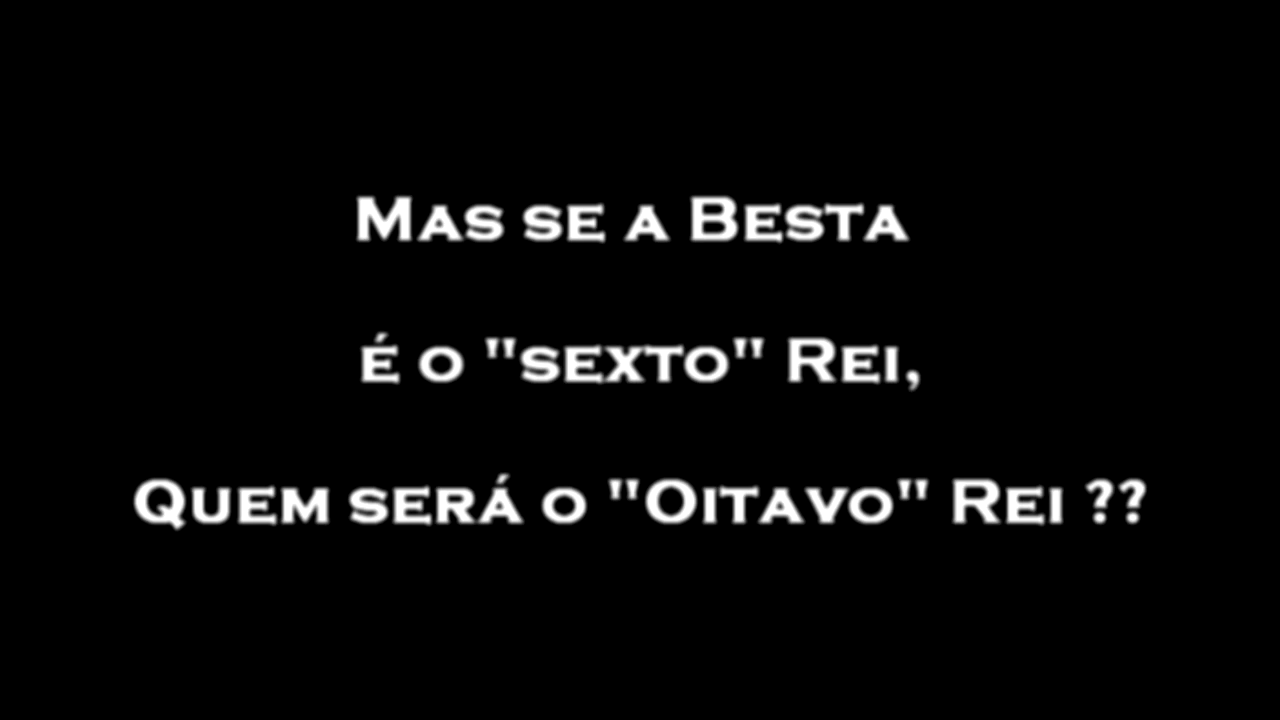 Mas se a Besta
é o "sexto" Rei,
Quem será o "Oitavo" Rei ??